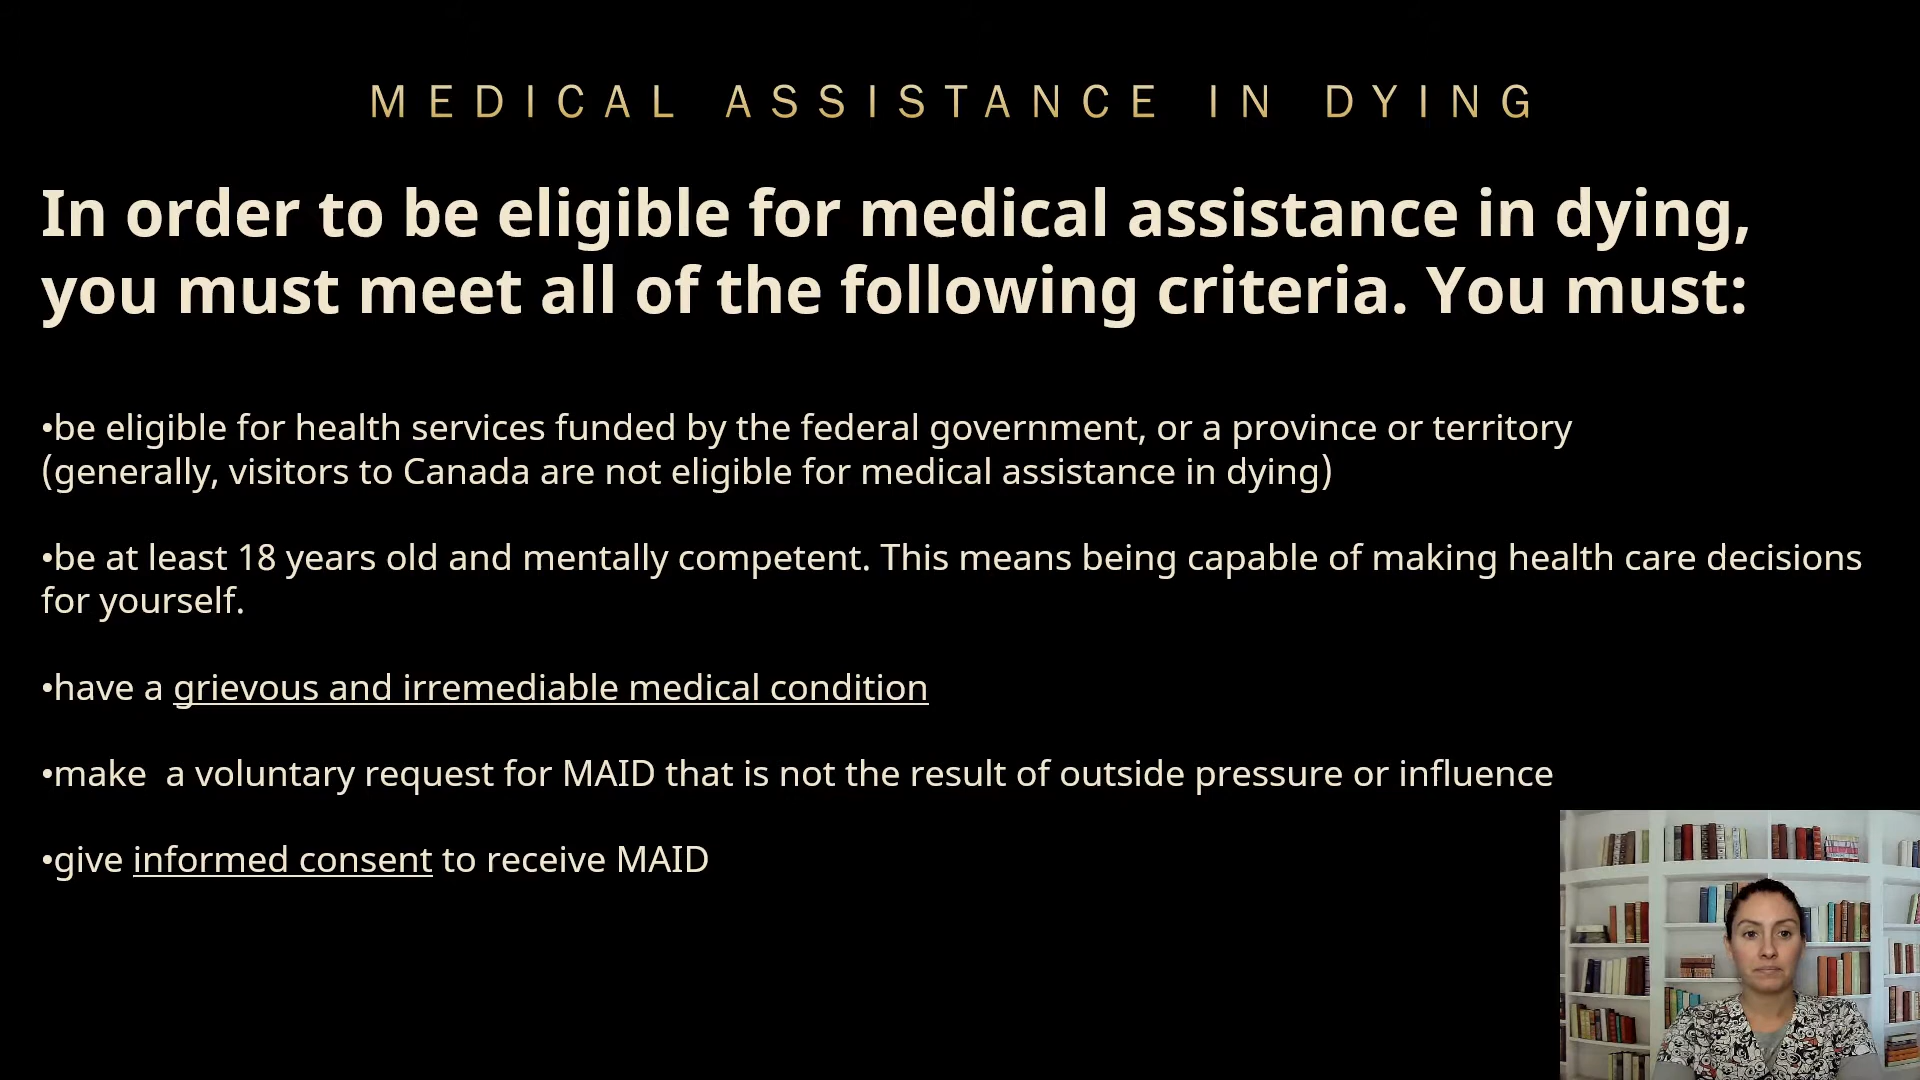 MEDICAL ASSISTANCE IN DYING
In order to be eligible for medical assistance in dying,
you must meet all of the following criteria. You must:
•be eligible for health services funded by the federal government, or a province or territory
(generally, visitors to Canada are not eligible for medical assistance in dying)
•be at least 18 years old and mentally competent. This means being capable of making health care decisions
for yourself.
•have a grievous and irremediable medical condition
•make  a voluntary request for MAID that is not the result of outside pressure or influence
•give informed consent to receive MAID